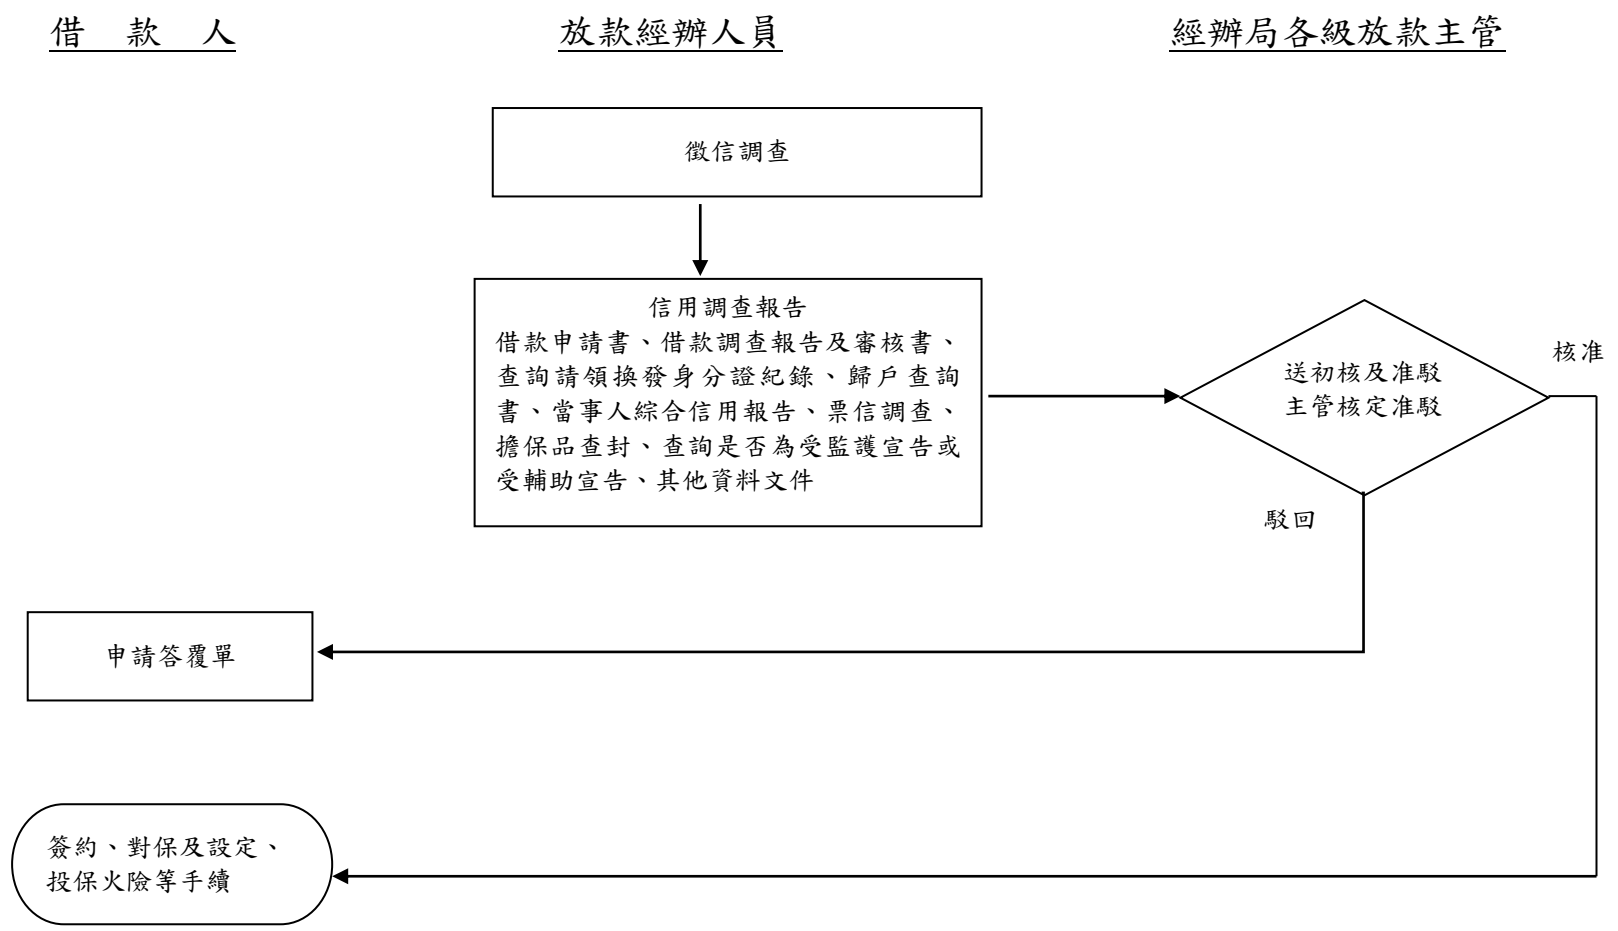 借　款　人
放款經辦人員
經辦局各級放款主管
徵信調查
信用調查報告
借款申請書、借款調查報告及審核書、
查詢請領換發身分證紀錄、歸戶查詢
書、當事人綜合信用報告、票信調查、
擔保品查封、查詢是否為受監護宣告或
受輔助宣告、其他資料文件
送初核及准駁
主管核定准駁
核准
駁回
申請答覆單
簽約、對保及設定、
投保火險等手續